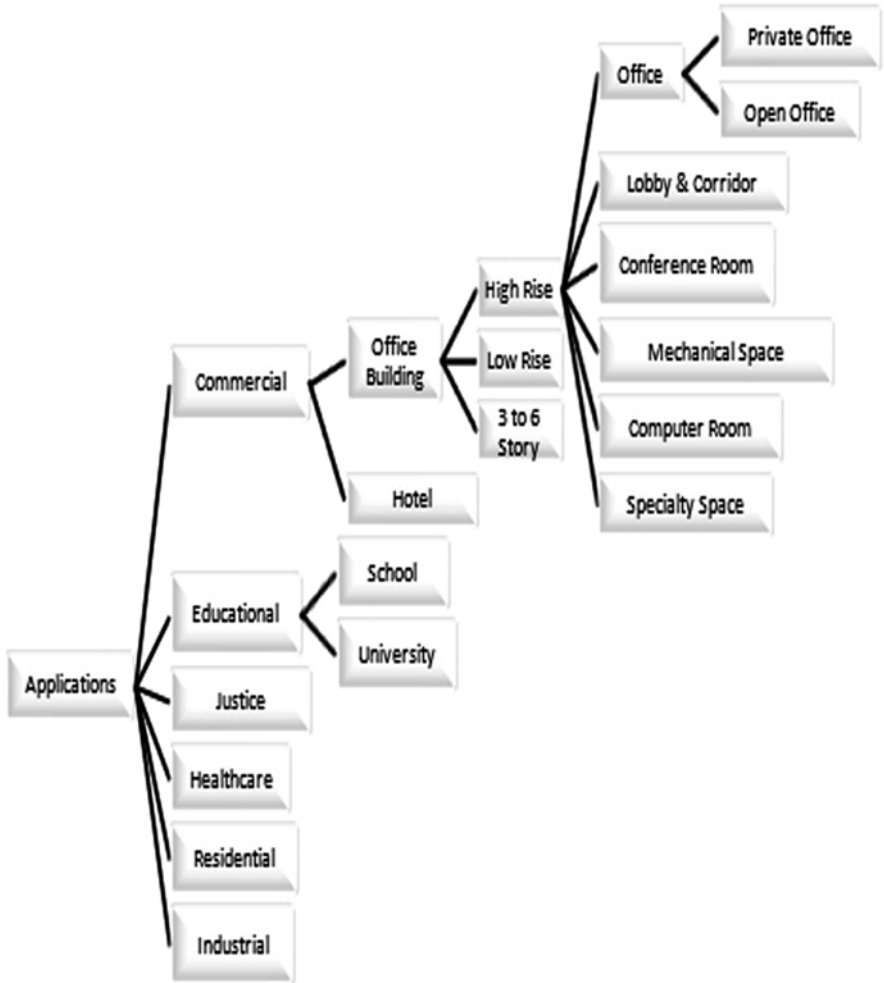 Private Office
Office
Open Office
Lobby & Corridor
Conference Room
High Rise
Mechanical Space
Office
Building
Low Rise
Commercial
3 to 6
Story
Computer Room
Hotel
Specialty Space
School
Educational
University
Applications
Justice
Healthcare
Residential
Industrial